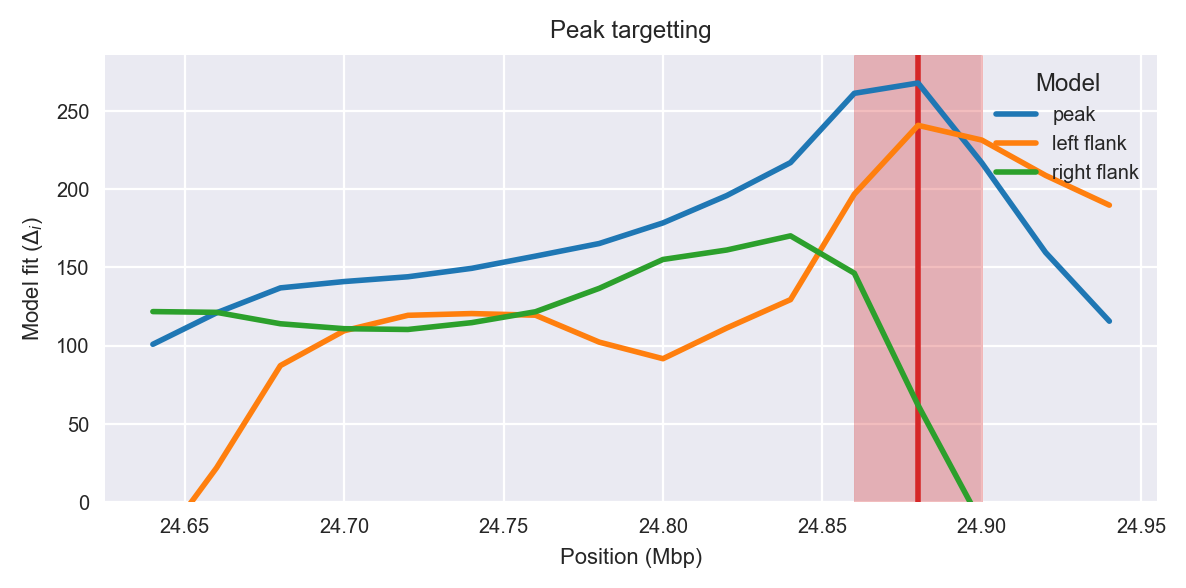 Peak targetting
Model
peak
left flank
right flank
Model fit (Δᵢ)
250
200
150
100
50
0
24.65 24.70 24.75 24.80 24.85 24.90 24.95
Position (Mbp)